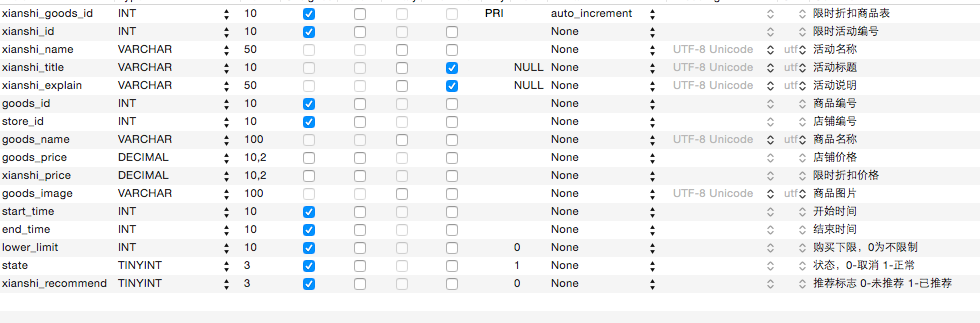 xianshi_goods_id INT 10 PRI auto_increment 限时折扣商品表
xianshi_id INT 10 None 限时活动编号
xianshi_name VARCHAR 50 None UTF-8 Unicode utf 活动名称
xianshi_title VARCHAR 10 NULL None UTF-8 Unicode utf 活动标题
xianshi_explain VARCHAR 50 NULL None UTF-8 Unicode utf 活动说明
goods_id INT 10 None 商品编号
store_id INT 10 None 店铺编号
goods_name VARCHAR 100 None UTF-8 Unicode utf 商品名称
goods_price DECIMAL 10,2 None 店铺价格
xianshi_price DECIMAL 10,2 None 限时折扣价格
goods_image VARCHAR 100 None UTF-8 Unicode utf 商品图片
start_time INT 10 None 开始时间
end_time INT 10 None 结束时间
lower_limit INT 10 0 None 购买下限，0为不限制
state TINYINT 3 1 None 状态，0-取消 1-正常
xianshi_recommend TINYINT 3 0 None 推荐标志 0-未推荐 1-已推荐